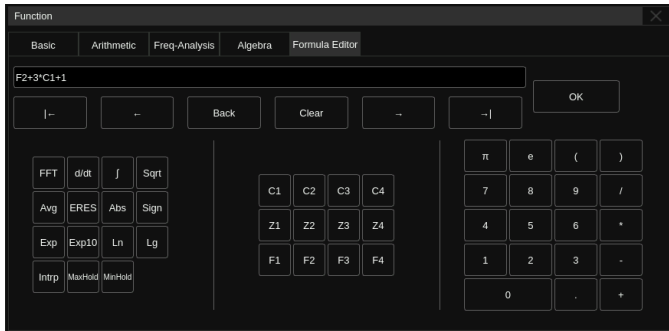 Function
Basic Arithmetic Freq-Analysis Algebra Formula Editor
F2+3*C1+1
OK
|← ← Back Clear → →|
FFT d/dt ∫ Sqrt
Avg ERES Abs Sign
Exp Exp10 Ln Lg
Intrp MaxHold MinHold
C1 C2 C3 C4
Z1 Z2 Z3 Z4
F1 F2 F3 F4
π e ( )
7 8 9 /
4 5 6 *
1 2 3 -
0 . +